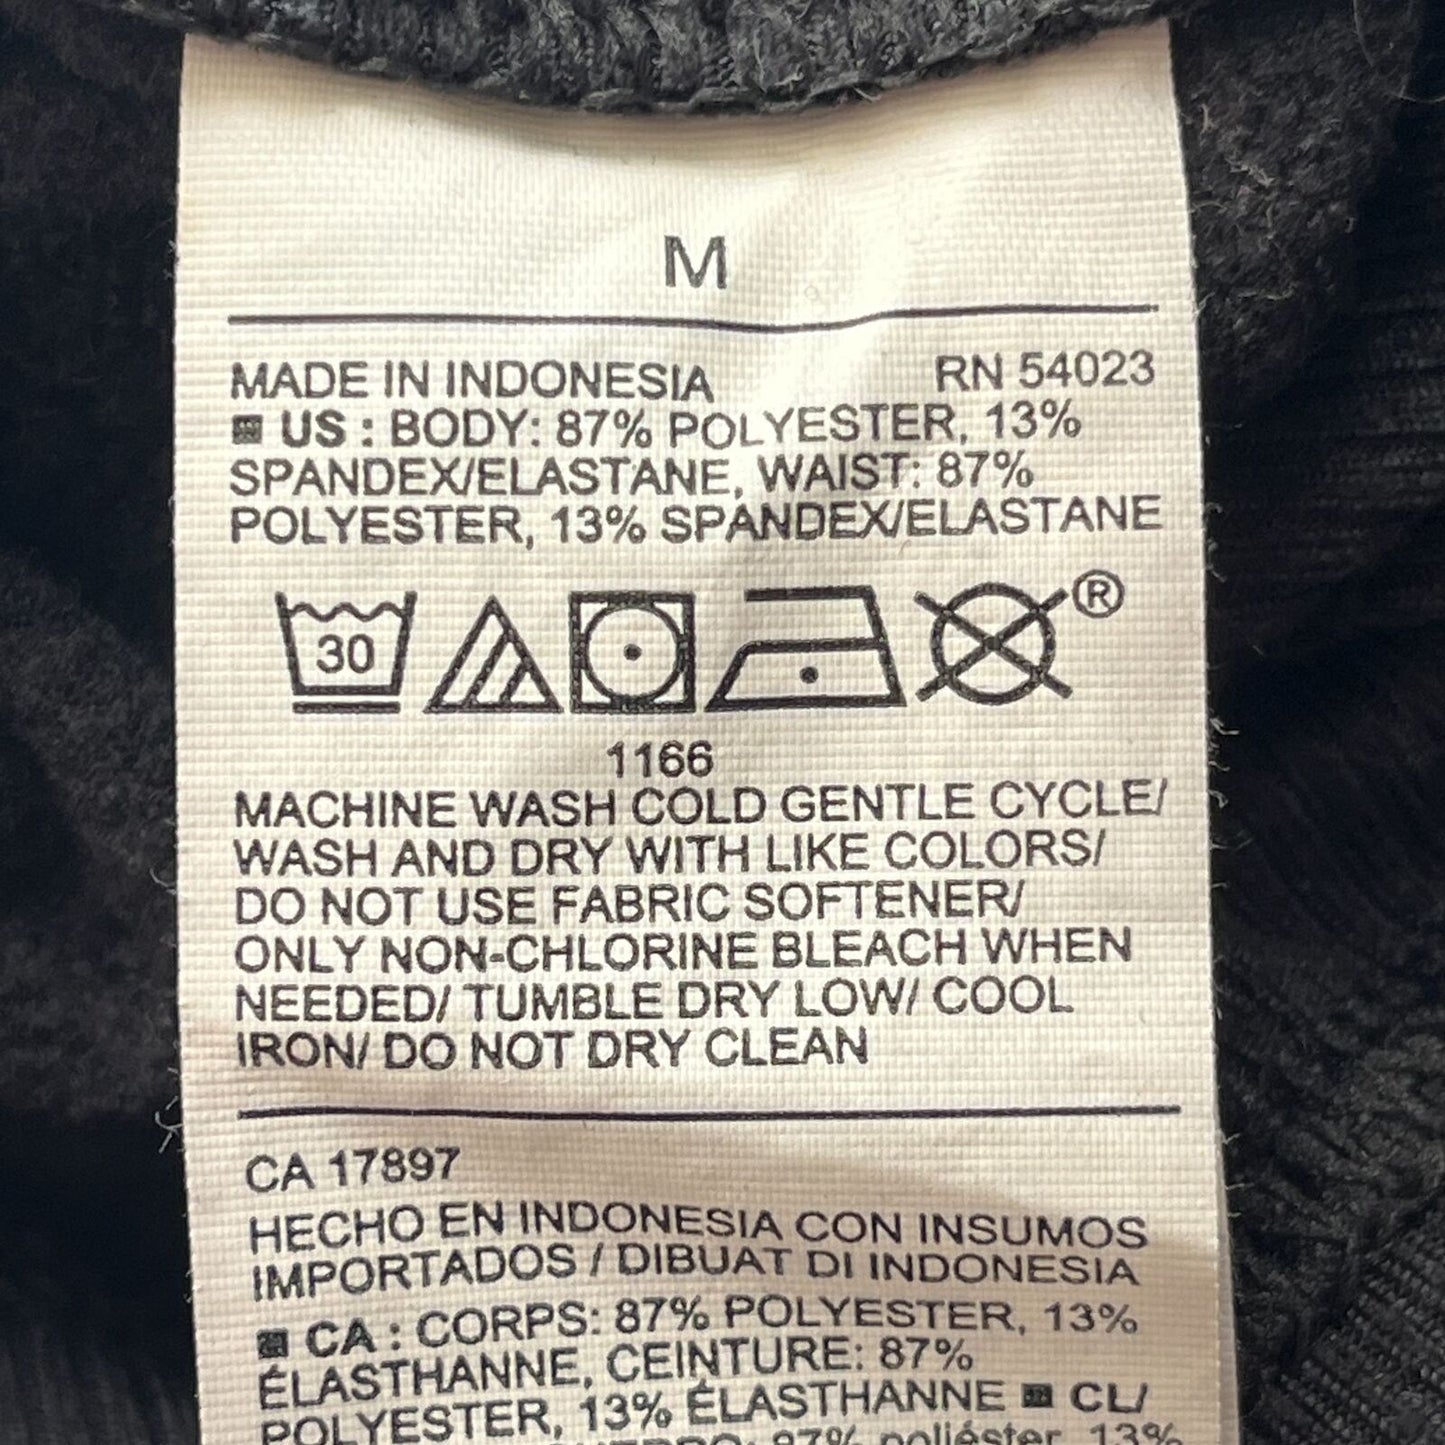 M
MADE IN INDONESIA RN 54023
US : BODY: 87% POLYESTER, 13%
SPANDEX/ELASTANE, WAIST: 87%
POLYESTER, 13% SPANDEX/ELASTANE
30 ®
1166
MACHINE WASH COLD GENTLE CYCLE/
WASH AND DRY WITH LIKE COLORS/
DO NOT USE FABRIC SOFTENER/
ONLY NON-CHLORINE BLEACH WHEN
NEEDED/ TUMBLE DRY LOW/ COOL
IRON/ DO NOT DRY CLEAN
CA 17897
HECHO EN INDONESIA CON INSUMOS
IMPORTADOS / DIBUAT DI INDONESIA
CA : CORPS: 87% POLYESTER, 13%
ÉLASTHANNE, CEINTURE: 87%
POLYESTER, 13% ÉLASTHANNE CL/
87% poliéster, 13%